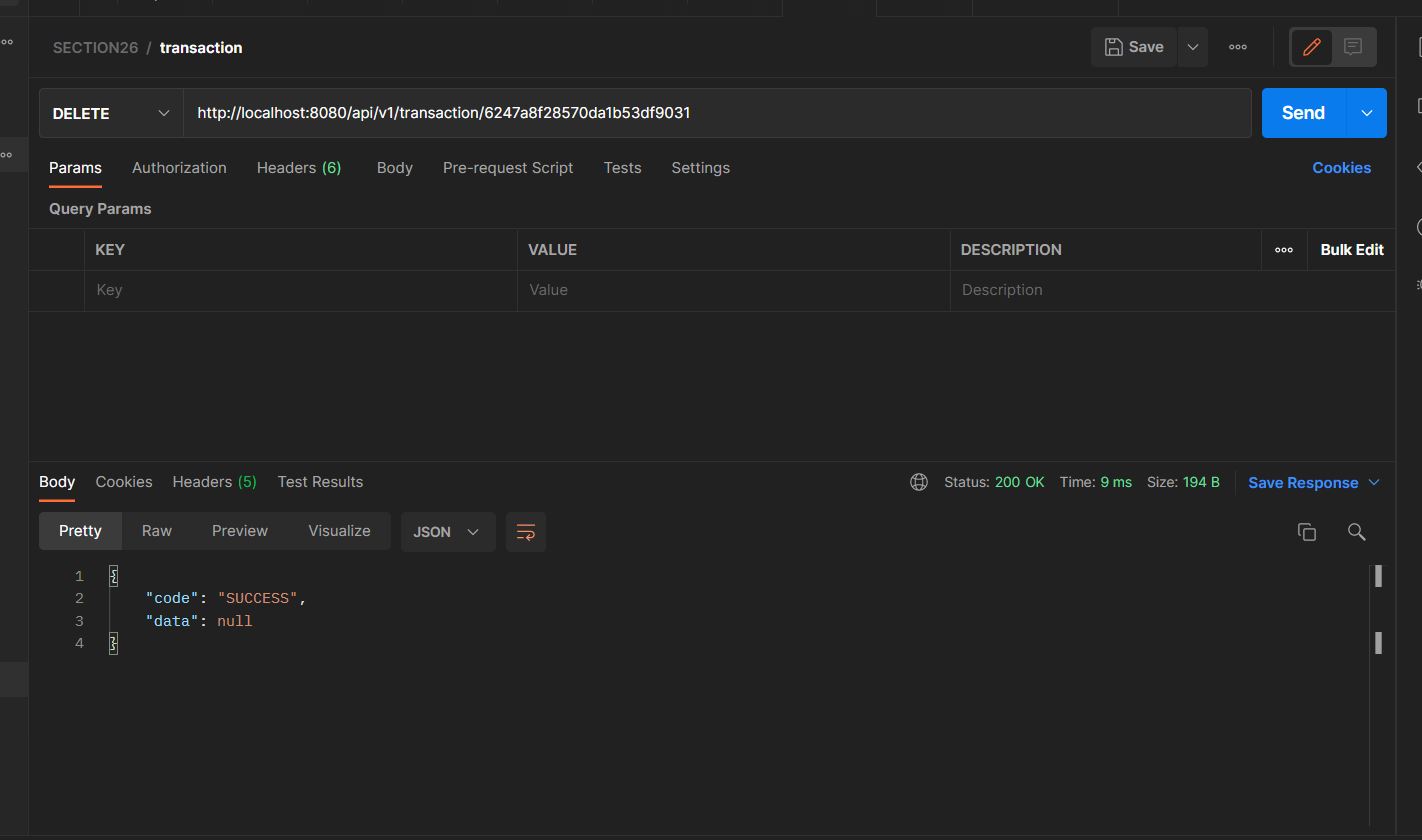 SECTION26 / transaction
Save
DELETE
http://localhost:8080/api/v1/transaction/6247a8f28570da1b53df9031
Send
Params Authorization Headers (6) Body Pre-request Script Tests Settings Cookies
Query Params
KEY VALUE DESCRIPTION Bulk Edit
Key Value Description
Body Cookies Headers (5) Test Results Status: 200 OK Time: 9 ms Size: 194 B Save Response
Pretty Raw Preview Visualize JSON
1 {
2 "code": "SUCCESS",
3 "data": null
4 }